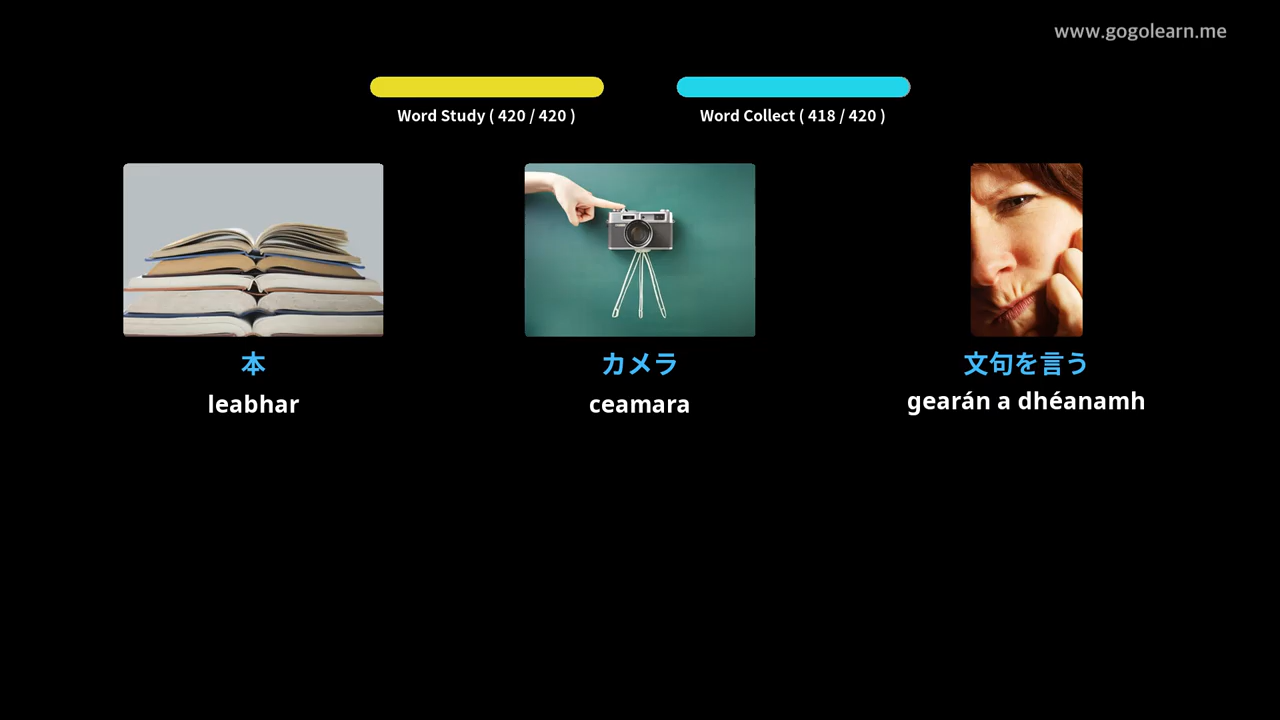 www.gogolearn.me
Word Study ( 420 / 420 )
Word Collect ( 418 / 420 )
本
カメラ
文句を言う
leabhar
ceamara
gearán a dhéanamh